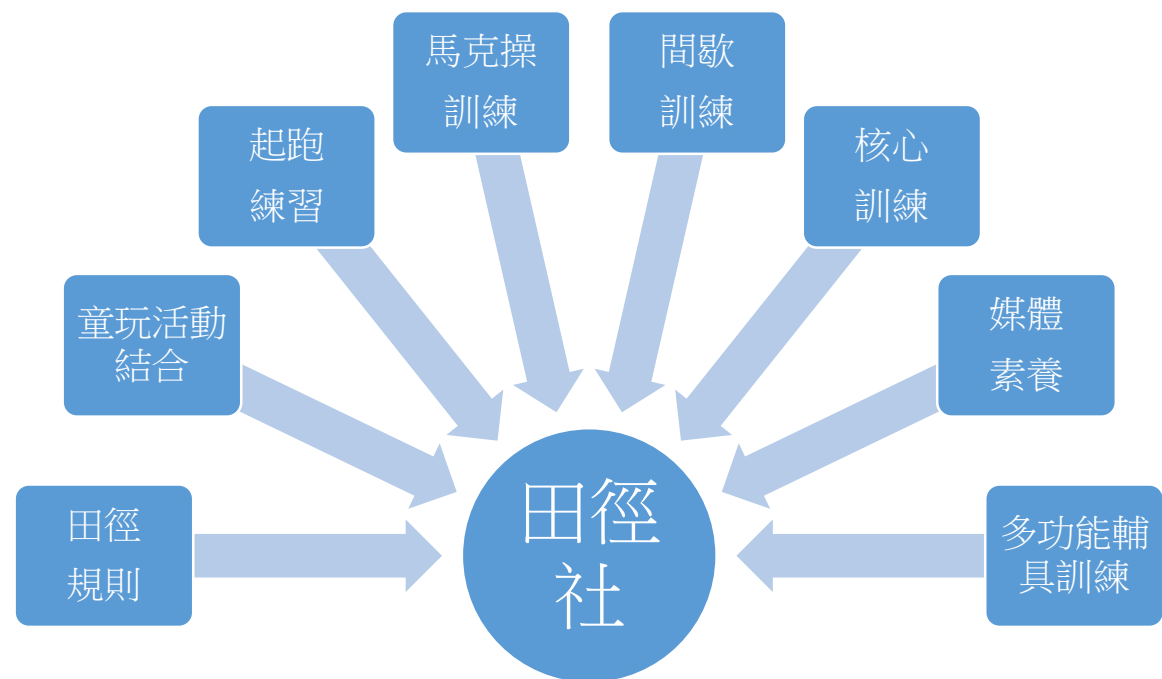 馬克操
訓練
間歇
訓練
起跑
練習
核心
訓練
童玩活動
結合
媒體
素養
田徑
規則
田徑
社
多功能輔
具訓練